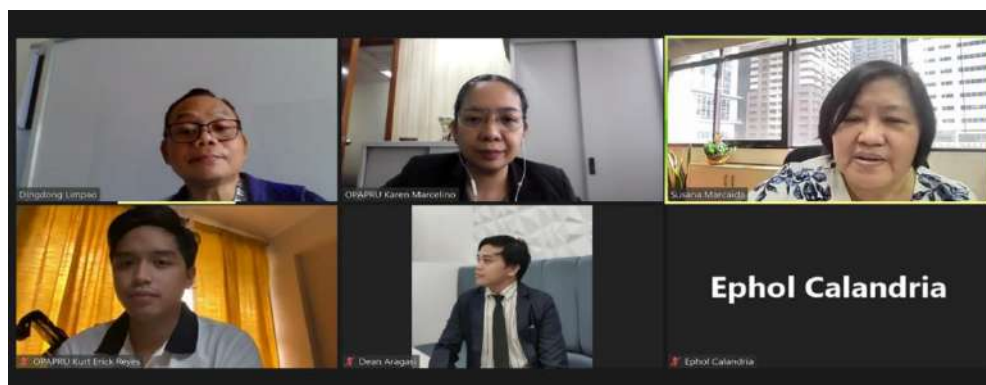 Dingdong Limpao
OPAPRU Karen Marcelino
Susana Marcaida
OPAPRU Kurt Erick Reyes
Dean Aragasi
Ephol Calandria
Ephol Calandria